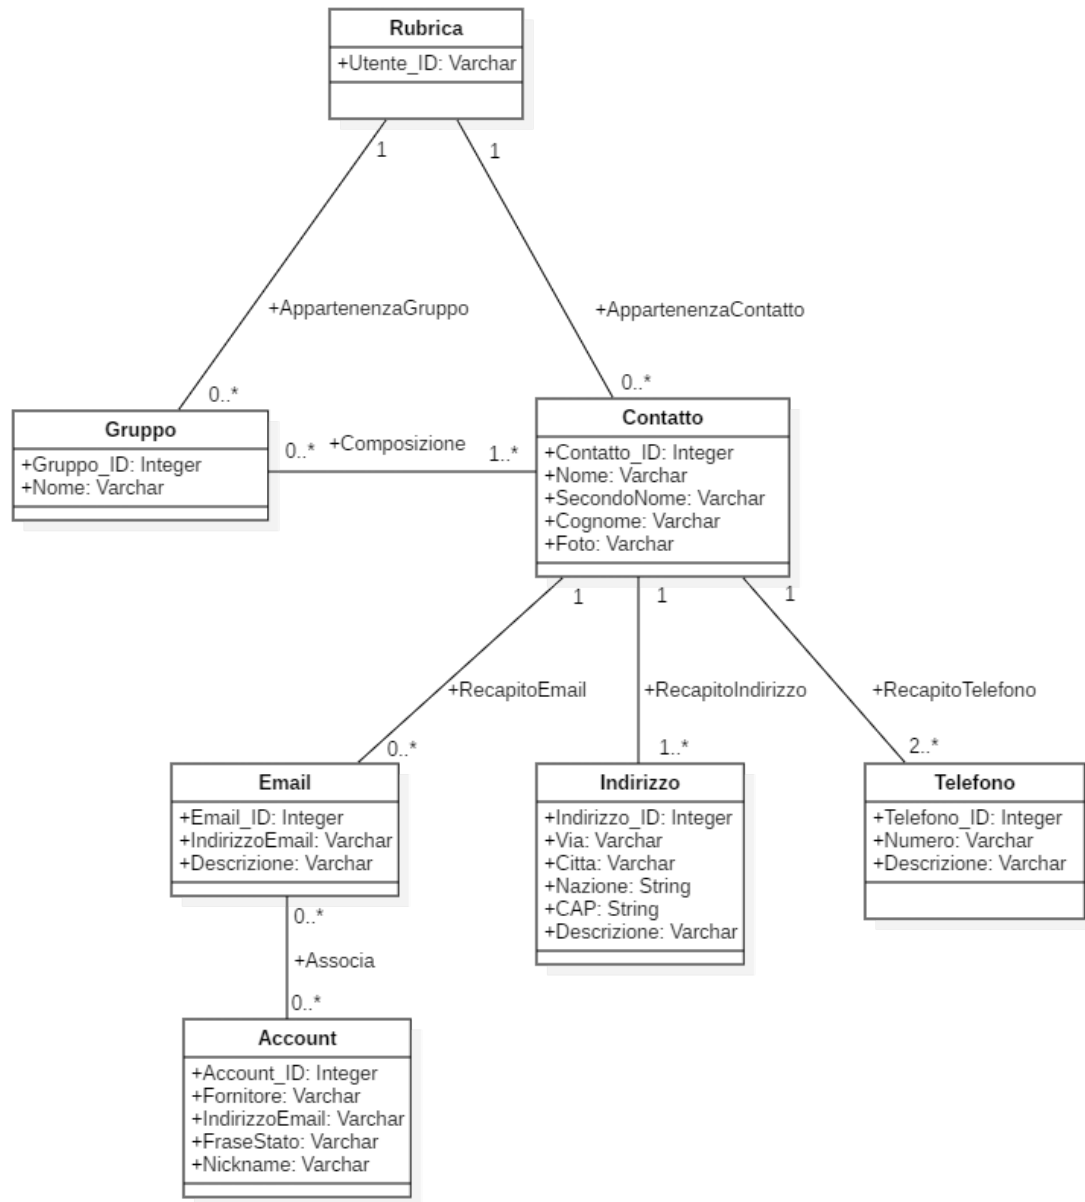 Rubrica
+Utente_ID: Varchar
1
1
+AppartenenzaGruppo
+AppartenenzaContatto
0..*
0..*
Gruppo
+Gruppo_ID: Integer
+Nome: Varchar
0..*
+Composizione
1..*
Contatto
+Contatto_ID: Integer
+Nome: Varchar
+SecondoNome: Varchar
+Cognome: Varchar
+Foto: Varchar
1
1
1
+RecapitoEmail
+RecapitoIndirizzo
+RecapitoTelefono
0..*
1..*
2..*
Email
+Email_ID: Integer
+IndirizzoEmail: Varchar
+Descrizione: Varchar
Indirizzo
+Indirizzo_ID: Integer
+Via: Varchar
+Citta: Varchar
+Nazione: String
+CAP: String
+Descrizione: Varchar
Telefono
+Telefono_ID: Integer
+Numero: Varchar
+Descrizione: Varchar
0..*
+Associa
0..*
Account
+Account_ID: Integer
+Fornitore: Varchar
+IndirizzoEmail: Varchar
+FraseStato: Varchar
+Nickname: Varchar